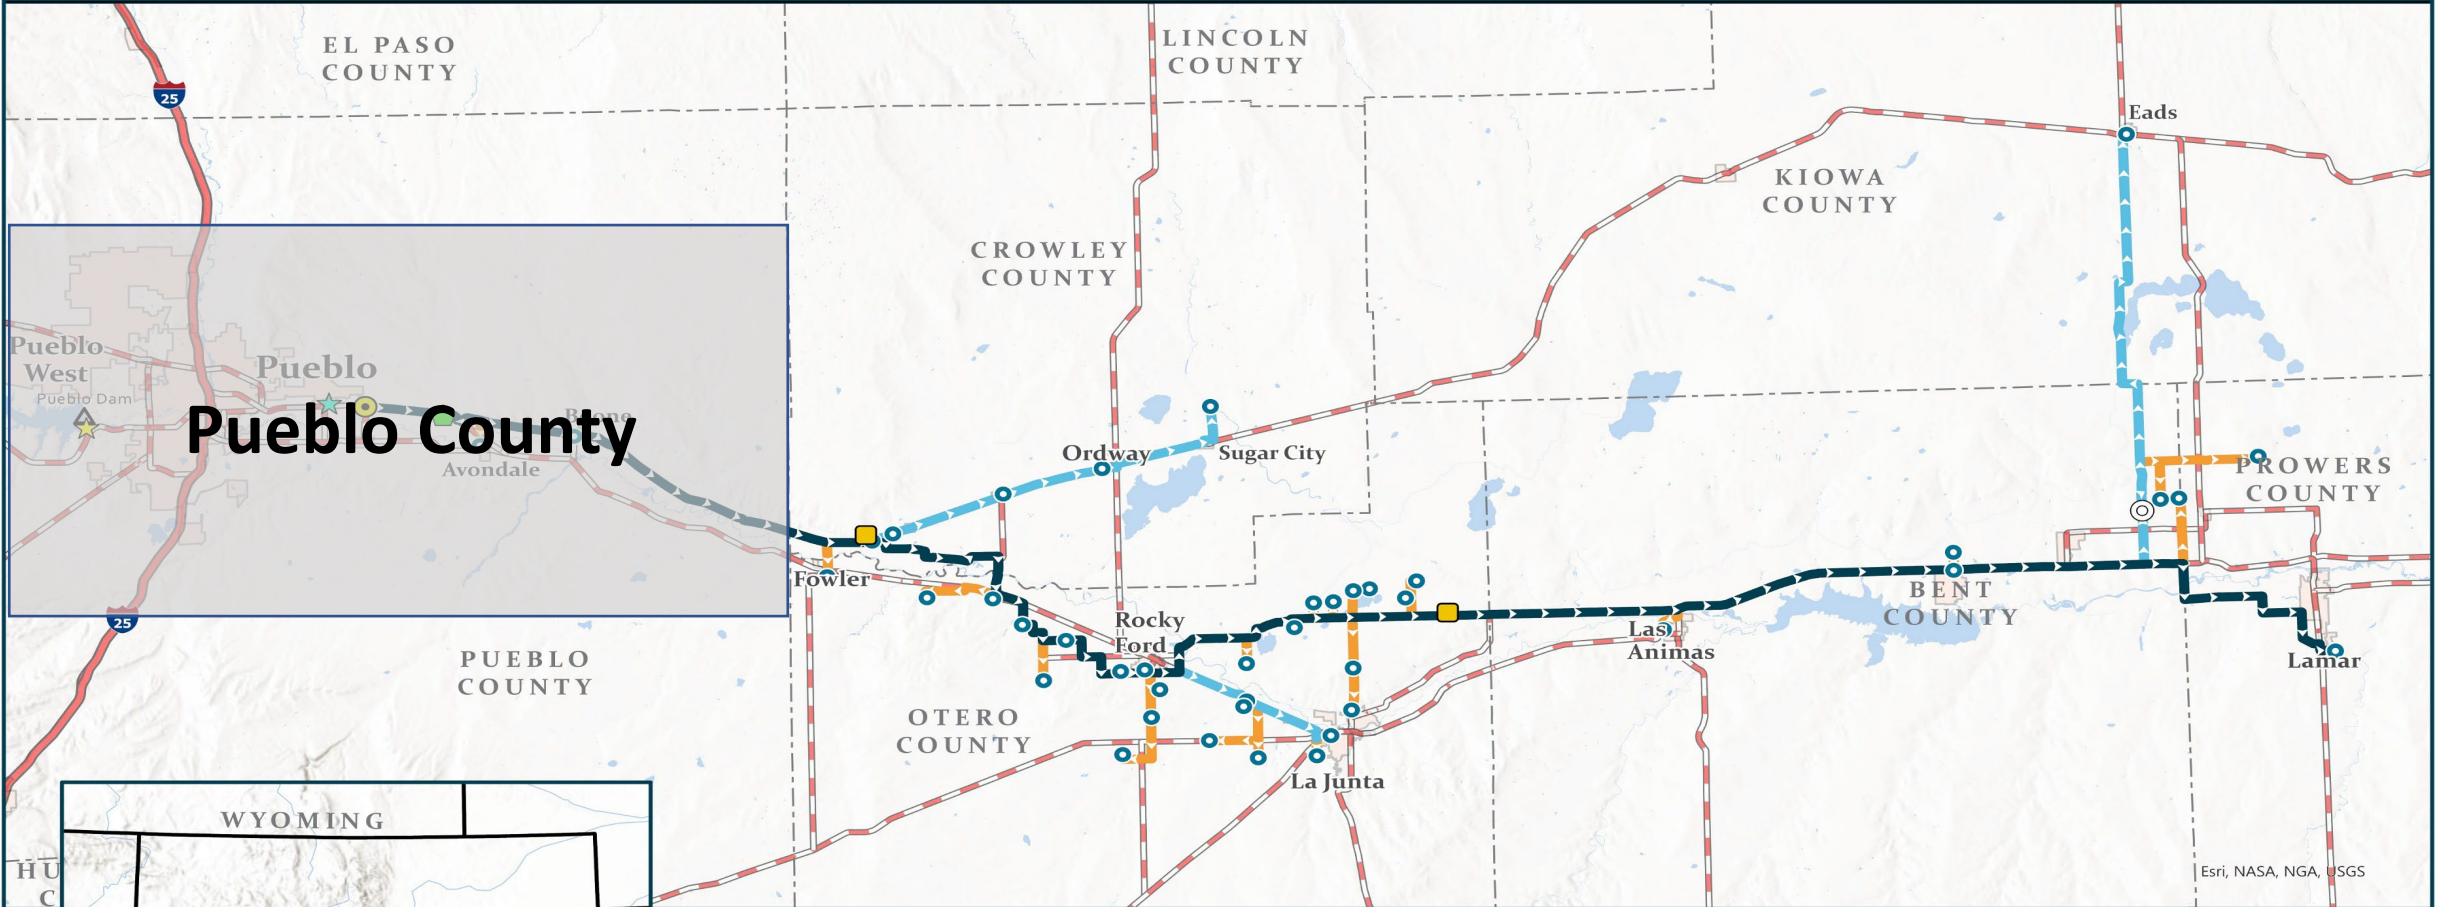 EL PASO
COUNTY
LINCOLN
COUNTY
25
Eads
KIOWA
COUNTY
CROWLEY
COUNTY
Pueblo
West
Pueblo
Pueblo Dam
Boone
Pueblo County
Avondale
Ordway
Sugar City
PROWERS
COUNTY
Fowler
BENT
COUNTY
Rocky
Ford
25
Las
Animas
Lamar
PUEBLO
COUNTY
OTERO
COUNTY
La Junta
WYOMING
HU
C
Esri, NASA, NGA, USGS